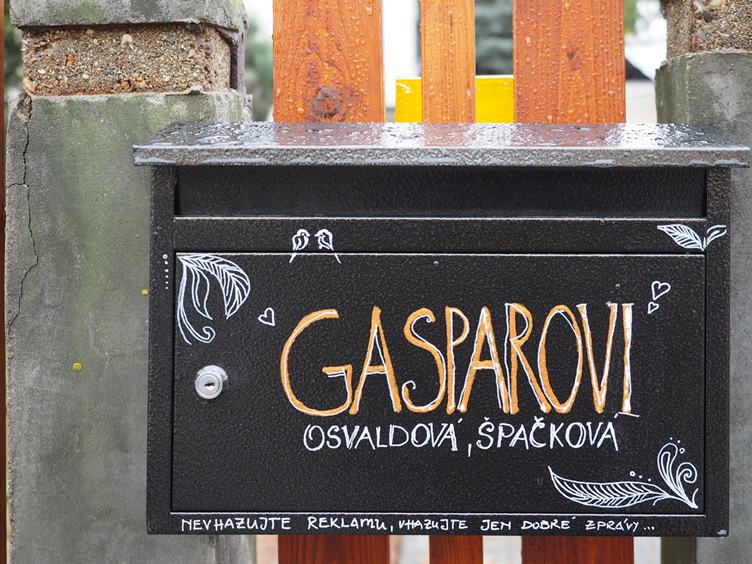 GASPAROVI
OSVALDOVÁ, ŠPAČKOVÁ
NEVHAZUJTE REKLAMU, VHAZUJTE JEN DOBRÉ ZPRÁVY...